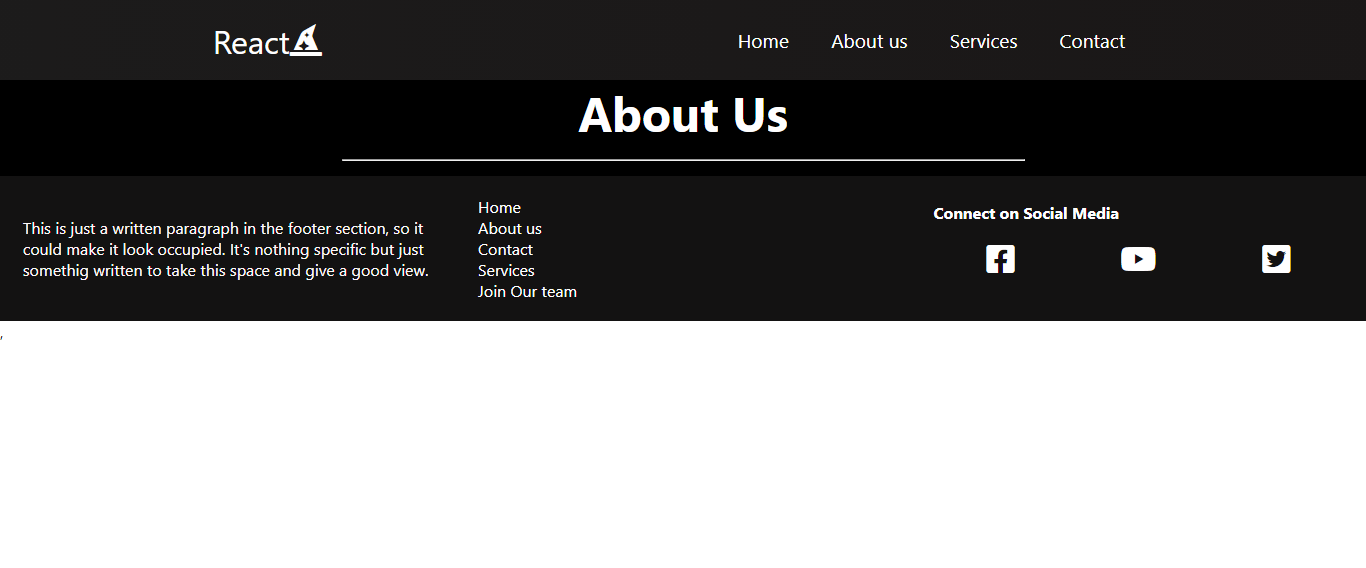 React
Home About us Services Contact
About Us
This is just a written paragraph in the footer section, so it
could make it look occupied. It's nothing specific but just
somethig written to take this space and give a good view.
Home
About us
Contact
Services
Join Our team
Connect on Social Media
,